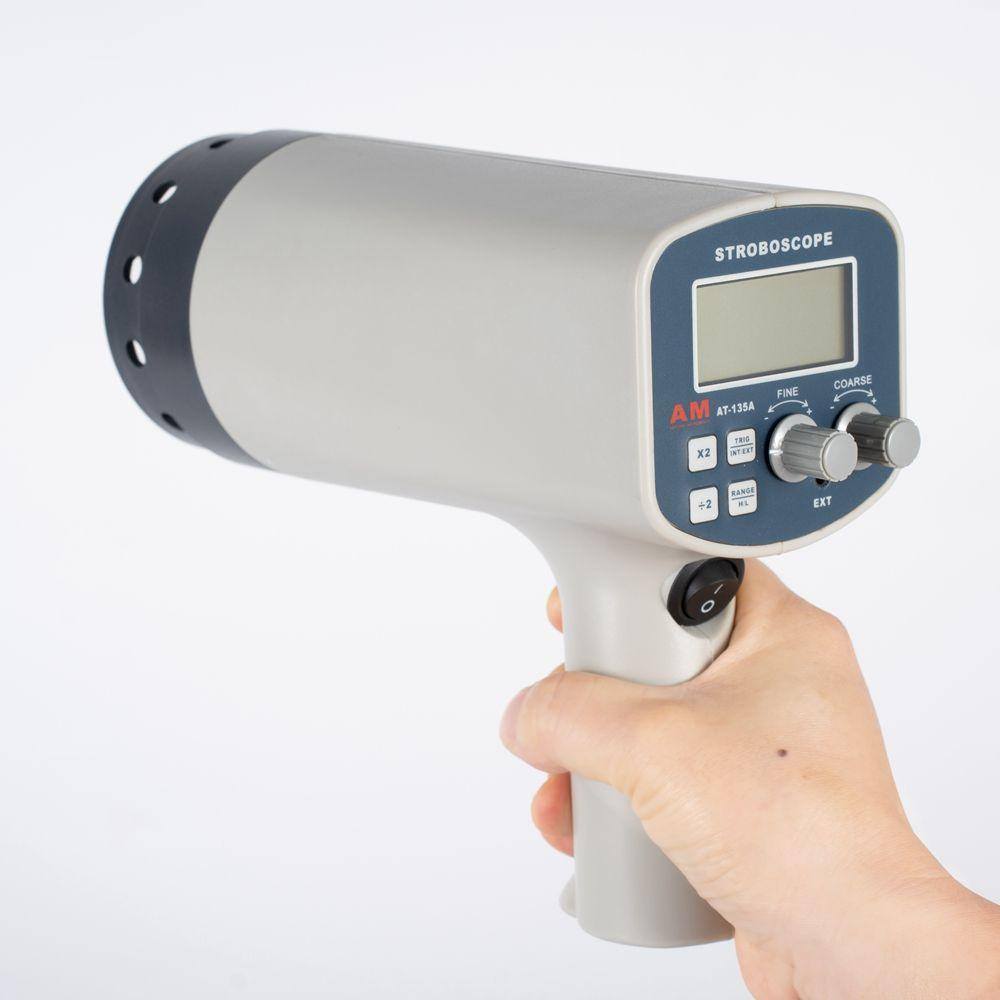 STROBOSCOPE
AM AT-135A
FINE
- +
COARSE
- +
X2
TRIG
INT/EXT
÷2
RANGE
H/L
EXT